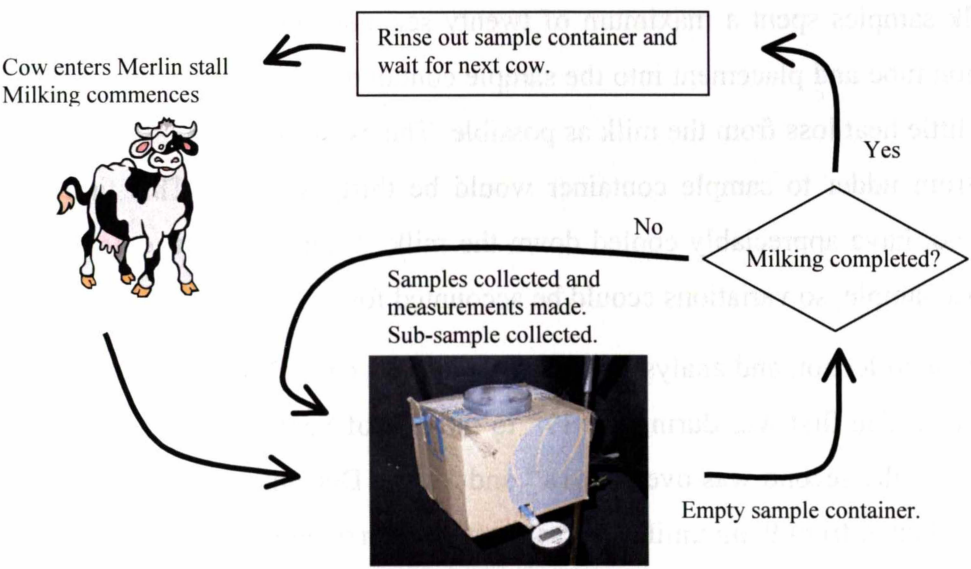 Rinse out sample container and
wait for next cow.
Cow enters Merlin stall
Milking commences
Yes
No
Milking completed?
Samples collected and
measurements made.
Sub-sample collected.
Empty sample container.